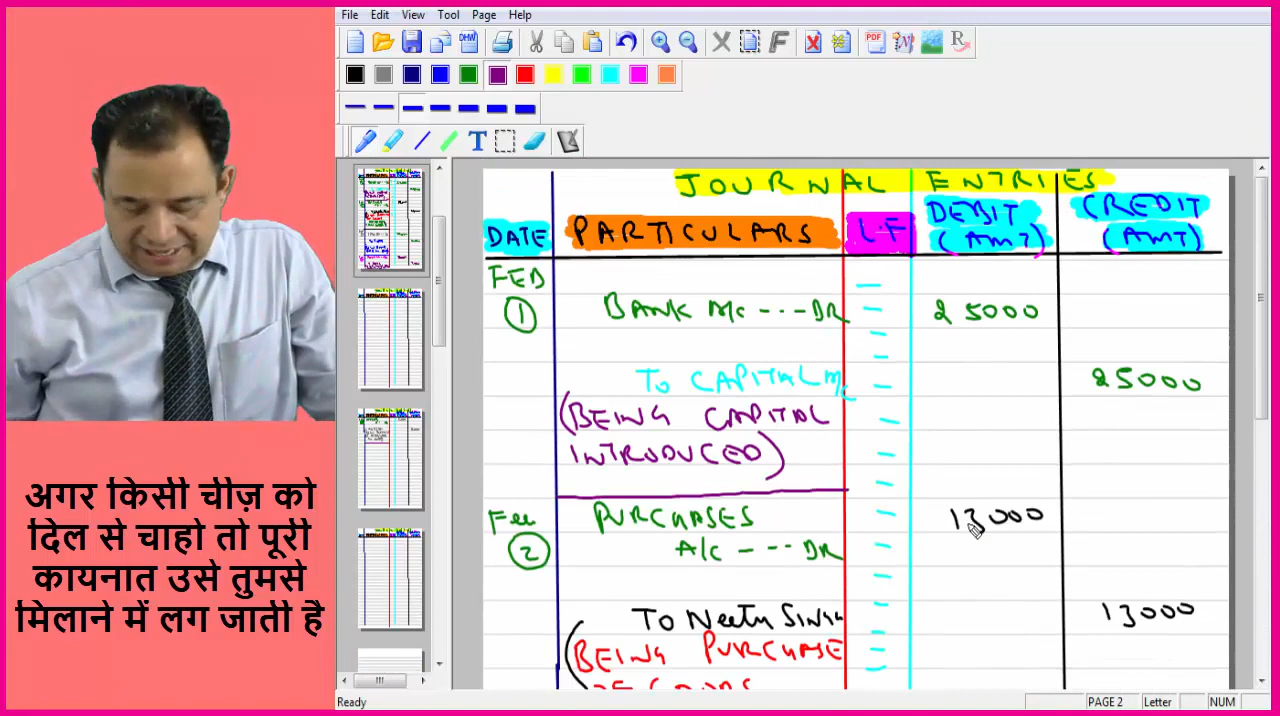 File Edit View Tool Page Help
JOURNAL ENTRIES
DATE PARTICULARS L.F DEBIT (AMT) CREDIT (AMT)
FEB
1 BANK A/c ---DR 25000
To CAPITAL A/c 25000
(BEING CAPITAL
INTRODUCED)
PURCHASES 13000
2 A/c ---DR
To Neetu Singh 13000
(BEING PURCHASE
अगर किसी चीज़ को
दिल से चाहो तो पूरी
कायनात उसे तुमसे
मिलाने में लग जाती है
Ready PAGE 2 Letter NUM